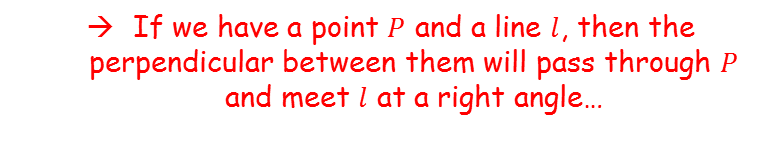 → If we have a point P and a line l, then the
perpendicular between them will pass through P
and meet l at a right angle…